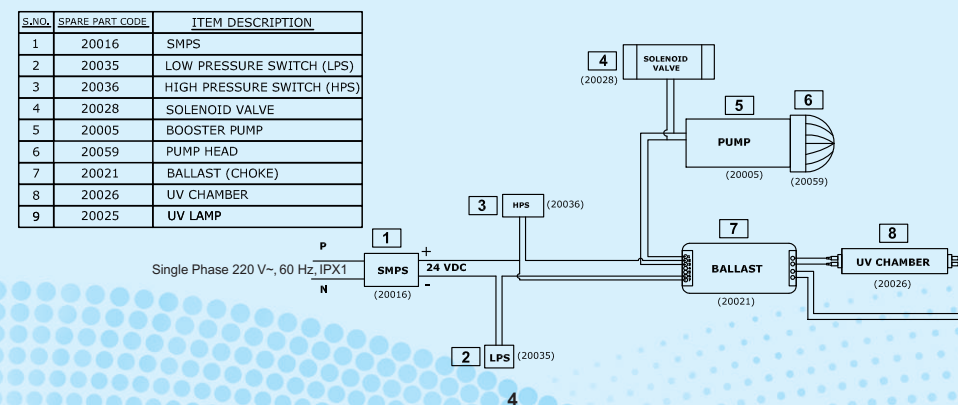 S.NO. SPARE PART CODE ITEM DESCRIPTION
1 20016 SMPS
2 20035 LOW PRESSURE SWITCH (LPS)
3 20036 HIGH PRESSURE SWITCH (HPS)
4 20028 SOLENOID VALVE
5 20005 BOOSTER PUMP
6 20059 PUMP HEAD
7 20021 BALLAST (CHOKE)
8 20026 UV CHAMBER
9 20025 UV LAMP
4
(20028)
SOLENOID
VALVE
5
6
PUMP
(20005)
(20059)
3
HPS
(20036)
1
P
Single Phase 220 V~, 60 Hz, IPX1
N
SMPS
(20016)
+
24 VDC
-
7
BALLAST
(20021)
8
UV CHAMBER
(20026)
2
LPS
(20035)
4